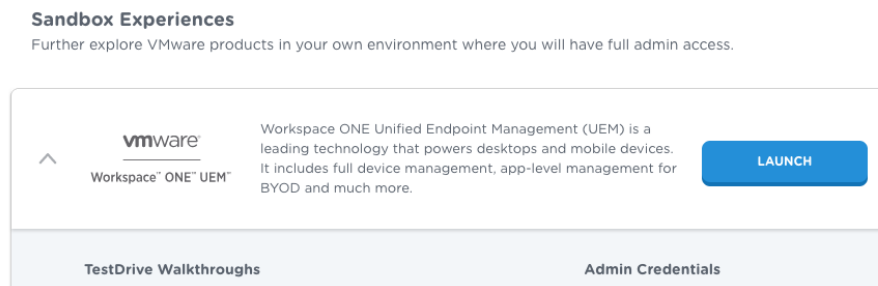 Sandbox Experiences
Further explore VMware products in your own environment where you will have full admin access.
vmware®
Workspace™ ONE™ UEM™
Workspace ONE Unified Endpoint Management (UEM) is a
leading technology that powers desktops and mobile devices.
It includes full device management, app-level management for
BYOD and much more.
LAUNCH
TestDrive Walkthroughs
Admin Credentials